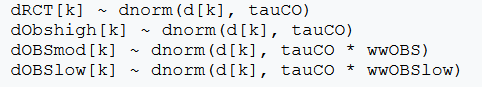 dRCT[k] ~ dnorm(d[k], tauCO)
dObshigh[k] ~ dnorm(d[k], tauCO)
dOBSmod[k] ~ dnorm(d[k], tauCO * wwOBS)
dOBSlow[k] ~ dnorm(d[k], tauCO * wwOBSlow)